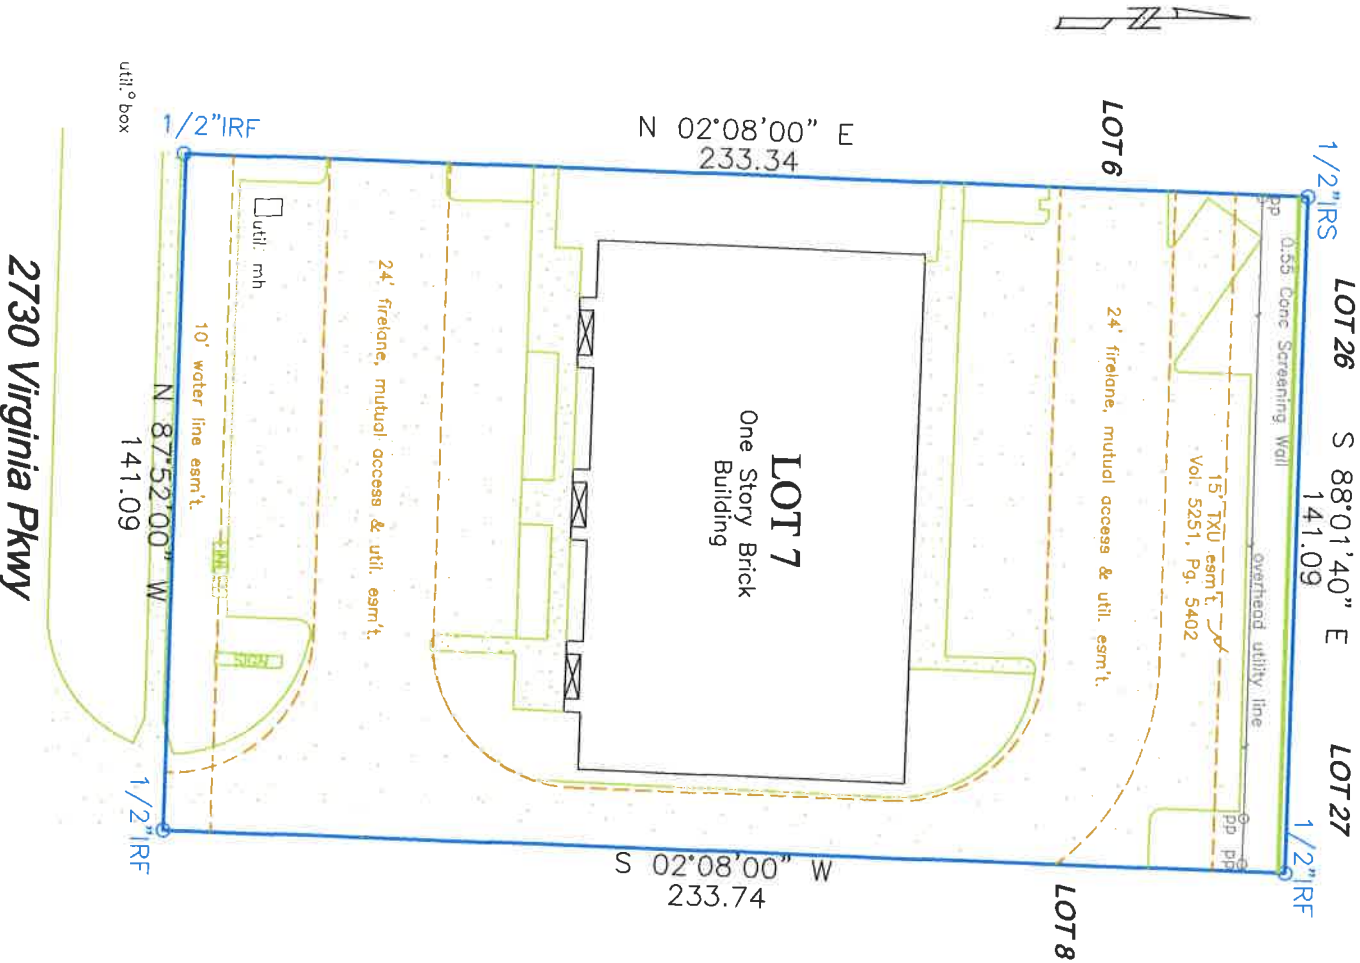 N
LOT 6
1/2"IRS
LOT 26
S 88°01'40" E
141.09
LOT 27
1/2"IRF
pp
0.55 Conc Screening Wall
overhead utility line
pp pp
15' TXU esm't.
Vol. 5251, Pg. 5402
24' firelane, mutual access & util. esm't.
N 02°08'00" E
233.34
LOT 7
One Story Brick
Building
S 02°08'00" W
233.74
LOT 8
24' firelane, mutual access & util. esm't.
util. mh
10' water line esm't.
SIGN
1/2"IRF
util. box
N 87°52'00" W
141.09
1/2"IRF
2730 Virginia Pkwy